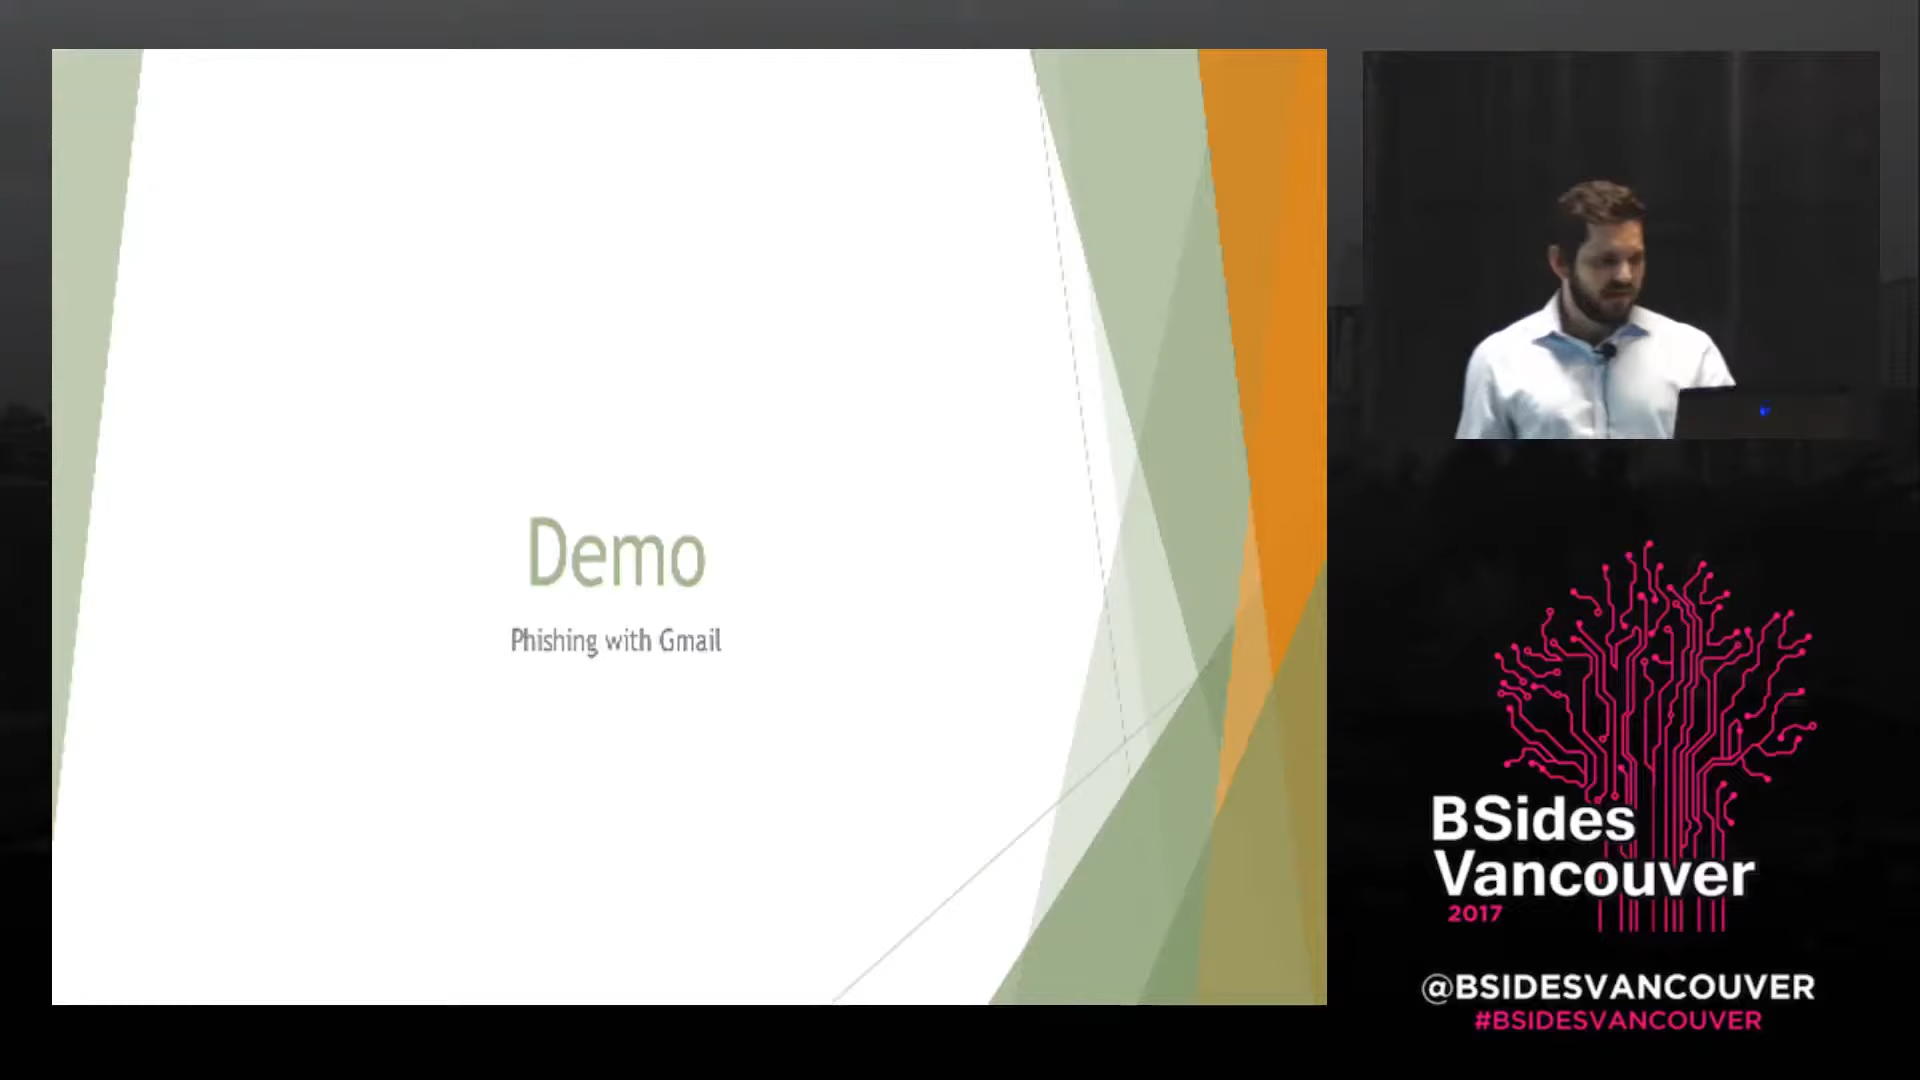 Demo
Phishing with Gmail
BSides
Vancouver
2017
@BSIDESVANCOUVER
#BSIDESVANCOUVER